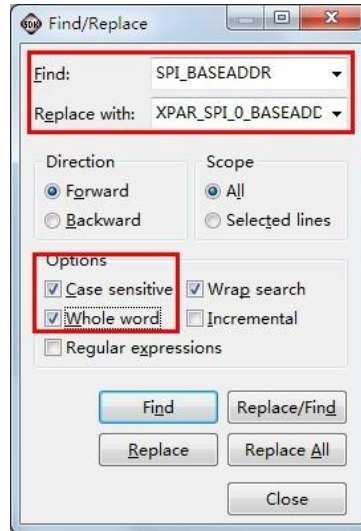 SDK Find/Replace
Find: SPI_BASEADDR
Replace with: XPAR_SPI_0_BASEADD
Direction Scope
Forward All
Backward Selected lines
Options
Case sensitive Wrap search
Whole word Incremental
Regular expressions
Find Replace/Find
Replace Replace All
Close